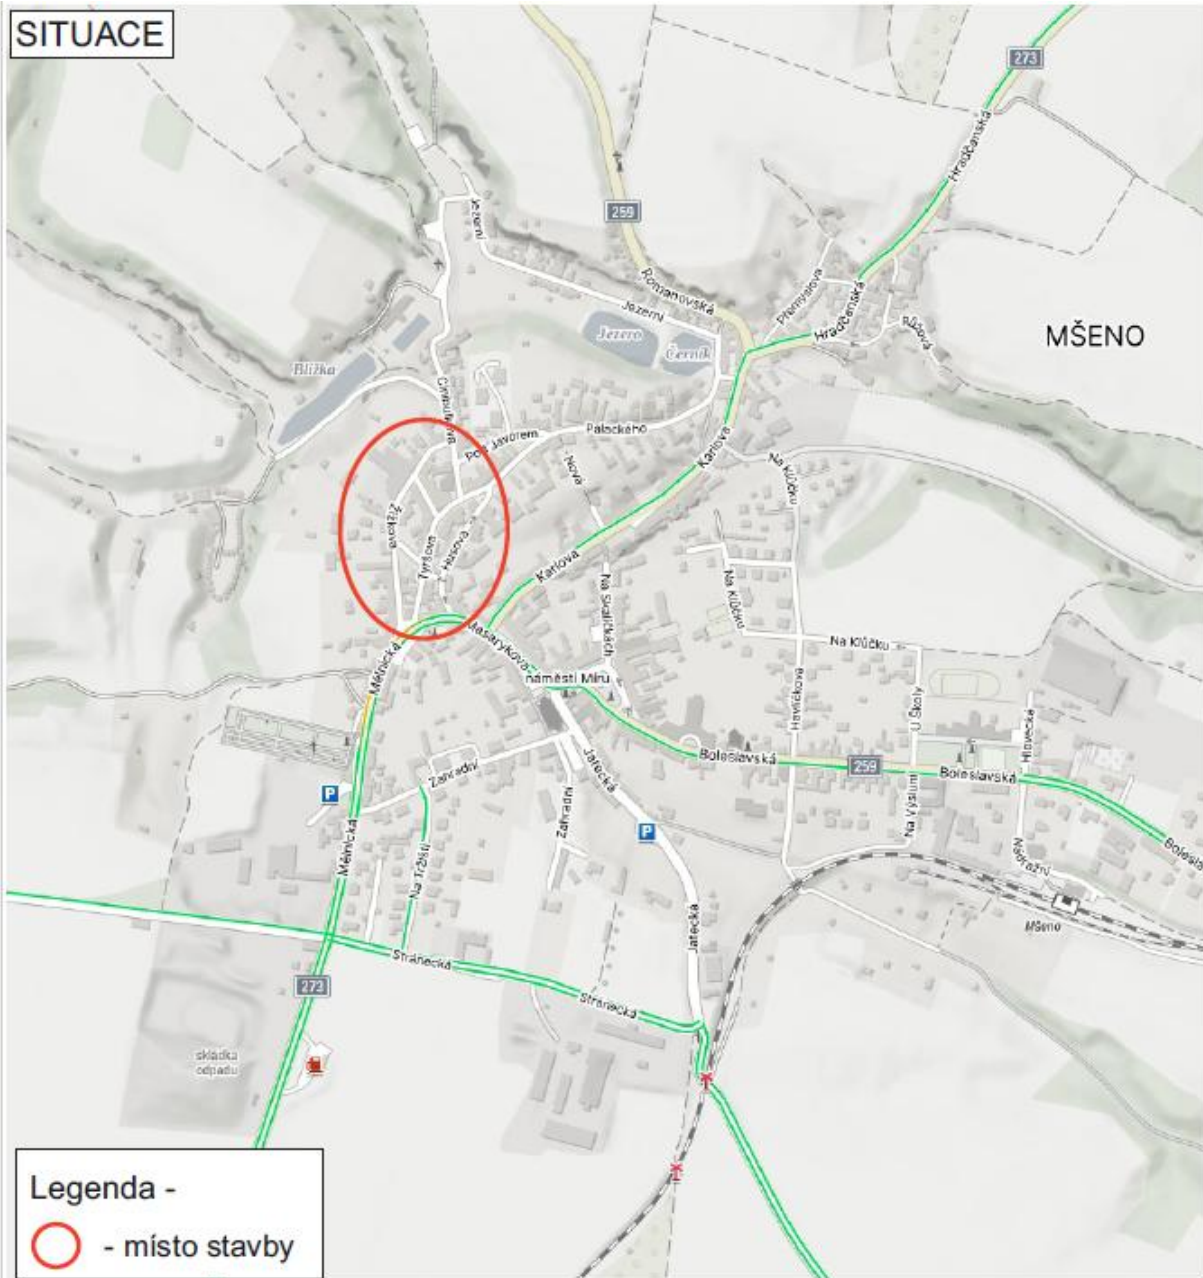 SITUACE
273
Hradčanská
Jezerní
259
Romanovská
Přemyslova
Jezerní
Hradčanská
Jezero
Černík
MŠENO
Blížka
Cinibulkova
Palackého
Pod Javorem
Karlova
Nová
Na Klůčku
Žižkova
Tyršova
Husova
Karlova
Na Skaličkách
Na Klůčku
Na Klůčku
Masarykova
Mělnická
náměstí Míru
Havlíčkova
U Školy
Hlovecká
Boleslavská
259
Boleslavská
Jatecká
Zahradní
P
Zahradní
P
Na Výsluní
Nádražní
Mělnická
Na Tržišti
Jatecká
Mšeno
Stránecká
273
Stránecká
skládka
odpadu
Legenda -
- místo stavby